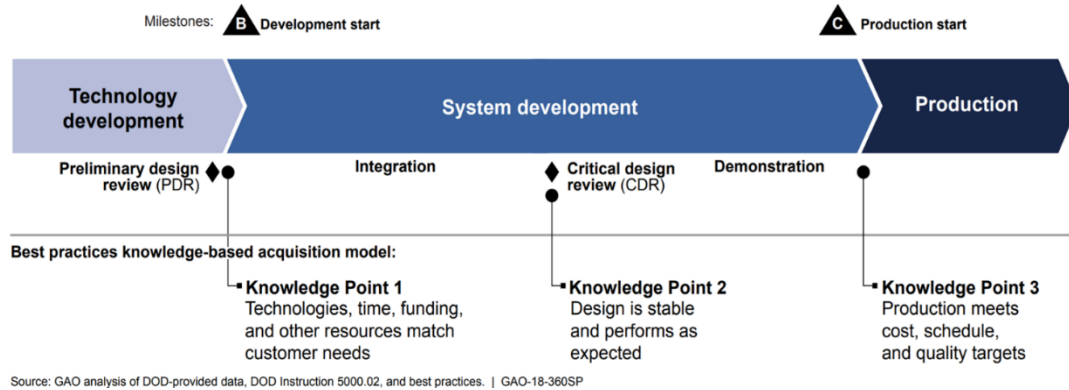 Milestones: B Development start C Production start
Technology
development
System development
Production
Preliminary design
review (PDR)
Integration
Critical design
review (CDR)
Demonstration
Best practices knowledge-based acquisition model:
Knowledge Point 1
Technologies, time, funding,
and other resources match
customer needs
Knowledge Point 2
Design is stable
and performs as
expected
Knowledge Point 3
Production meets
cost, schedule,
and quality targets
Source: GAO analysis of DOD-provided data, DOD Instruction 5000.02, and best practices. | GAO-18-360SP